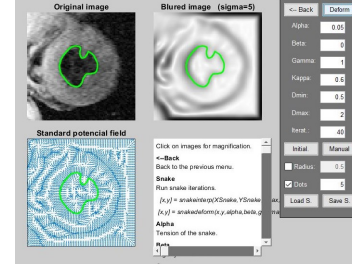 Original image
Blured image (sigma=5)
Standard potencial field
Click on images for magnification.
<--Back
Back to the previous menu.
Snake
Run snake iterations.
[x,y] = snakeinterp(XSnake,YSnake
ax,
[x,y] = snakedeform(x,y,alpha,beta,g
ma
Alpha
Tension of the snake.
Beta
<-- Back
Deform
Alpha:
0.05
Beta:
0
Gamma:
1
Kappa:
0.6
Dmin:
0.5
Dmax:
2
Iterat.:
40
Initial.
Manual
Radius:
0.5
Dots
5
Load S.
Save S.